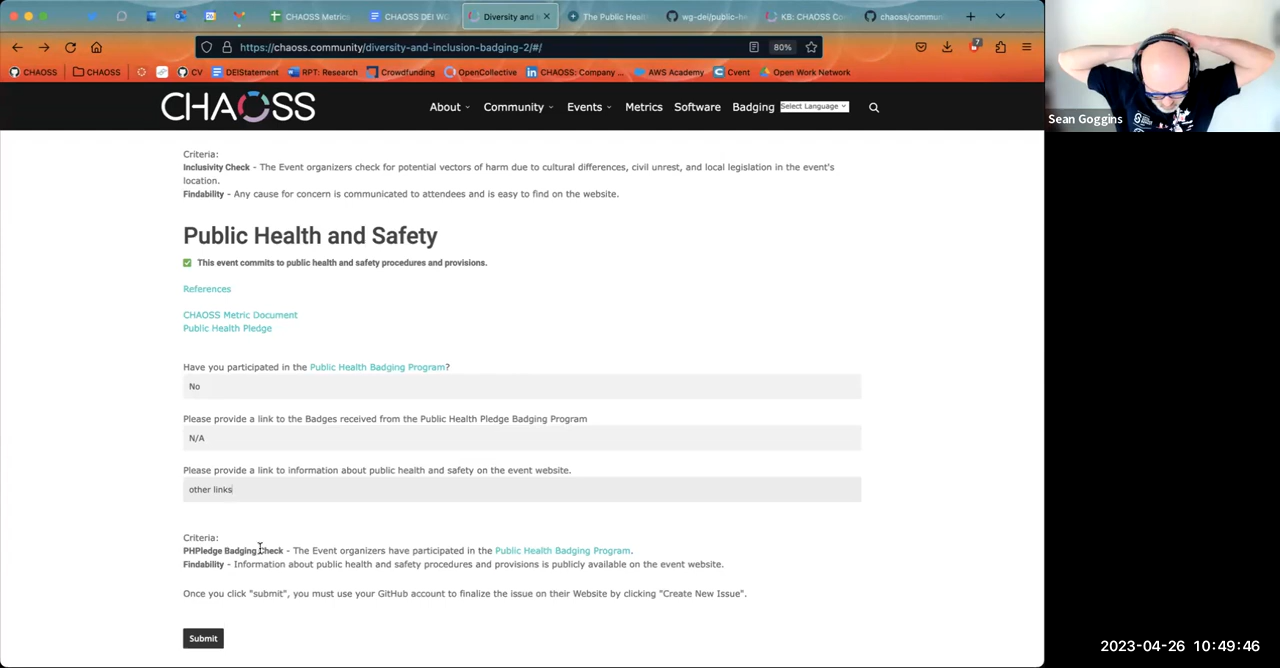 CHAOSS Metrics
CHAOSS DEI WG
Diversity and
The Public Heal
wg-dei/public-h
KB: CHAOSS Co
chaoss/commun
https://chaoss.community/diversity-and-inclusion-badging-2/#/
80%
7
CHAOSS
CHAOSS
CV
DEIStatement
RPT: Research
Crowdfunding
OpenCollective
CHAOSS: Company ...
AWS Academy
Cvent
Open Work Network
CHAOSS
About
Community
Events
Metrics
Software
Badging
Select Language
Sean Goggins
Criteria:
Inclusivity Check - The Event organizers check for potential vectors of harm due to cultural differences, civil unrest, and local legislation in the event's
location.
Findability - Any cause for concern is communicated to attendees and is easy to find on the website.
Public Health and Safety
This event commits to public health and safety procedures and provisions.
References
CHAOSS Metric Document
Public Health Pledge
Have you participated in the Public Health Badging Program?
No
Please provide a link to the Badges received from the Public Health Pledge Badging Program
N/A
Please provide a link to information about public health and safety on the event website.
other links
Criteria:
PHPledge Badging Check - The Event organizers have participated in the Public Health Badging Program.
Findability - Information about public health and safety procedures and provisions is publicly available on the event website.
Once you click "submit", you must use your GitHub account to finalize the issue on their Website by clicking "Create New Issue".
Submit
2023-04-26 10:49:46